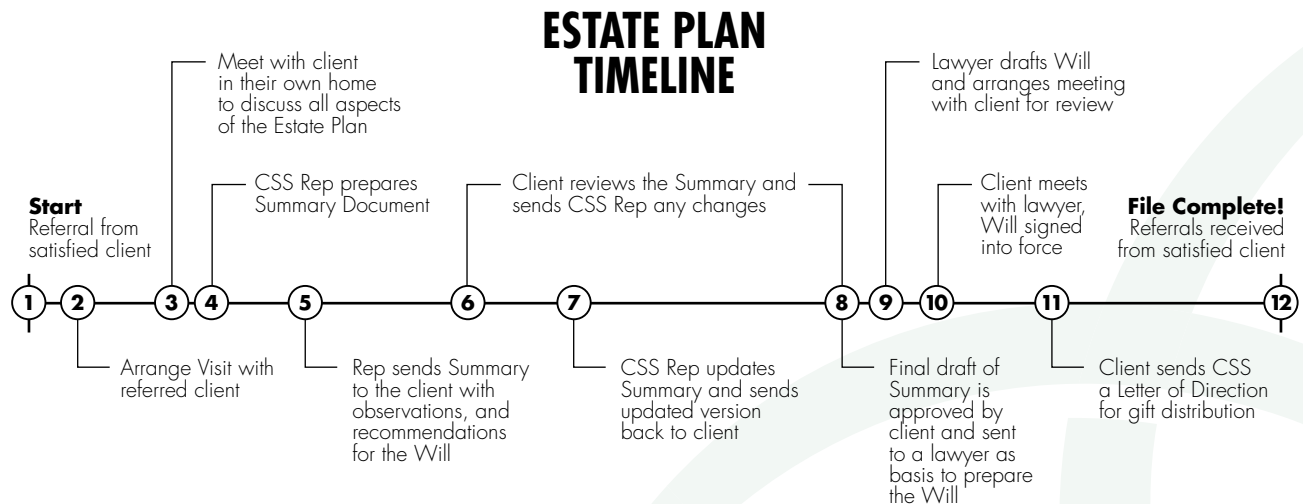 ESTATE PLAN
TIMELINE
Meet with client
in their own home
to discuss all aspects
of the Estate Plan
Lawyer drafts Will
and arranges meeting
with client for review
CSS Rep prepares
Summary Document
Client reviews the Summary and
sends CSS Rep any changes
Client meets
with lawyer,
Will signed
into force
Start
Referral from
satisfied client
File Complete!
Referrals received
from satisfied client
1 2 3 4 5 6 7 8 9 10 11 12
Arrange Visit with
referred client
Rep sends Summary
to the client with
observations, and
recommendations
for the Will
CSS Rep updates
Summary and sends
updated version
back to client
Final draft of
Summary is
approved by
client and sent
to a lawyer as
basis to prepare
the Will
Client sends CSS
a Letter of Direction
for gift distribution